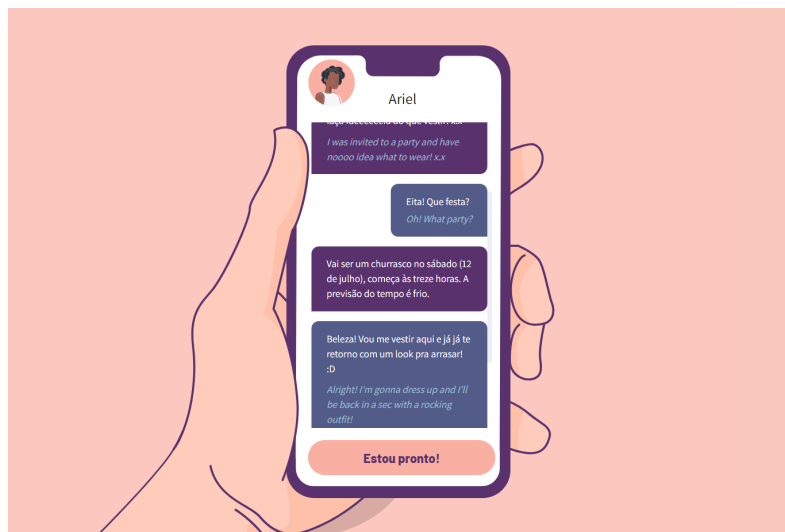 Ariel
que vestir! x.x
I was invited to a party and have
noooo idea what to wear! x.x
Eita! Que festa?
Oh! What party?
Vai ser um churrasco no sábado (12
de julho), começa às treze horas. A
previsão do tempo é frio.
Beleza! Vou me vestir aqui e já já te
retorno com um look pra arrasar!
:D
Alright! I'm gonna dress up and I'll
be back in a sec with a rocking
outfit!
Estou pronto!